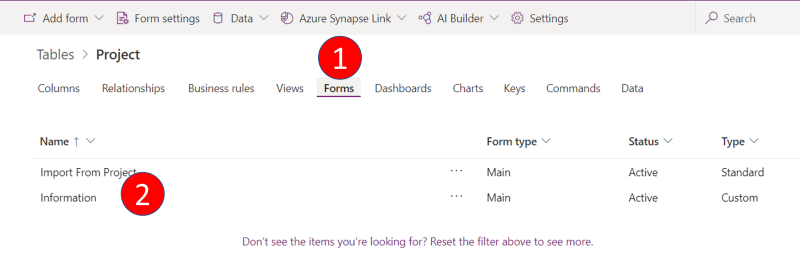 Add form Form settings Data Azure Synapse Link AI Builder Settings Search
Tables > Project
1
Columns Relationships Business rules Views Forms Dashboards Charts Keys Commands Data
Name ↑ Form type Status Type
Import From Project ... Main Active Standard
Information ... Main Active Custom
2
Don't see the items you're looking for? Reset the filter above to see more.